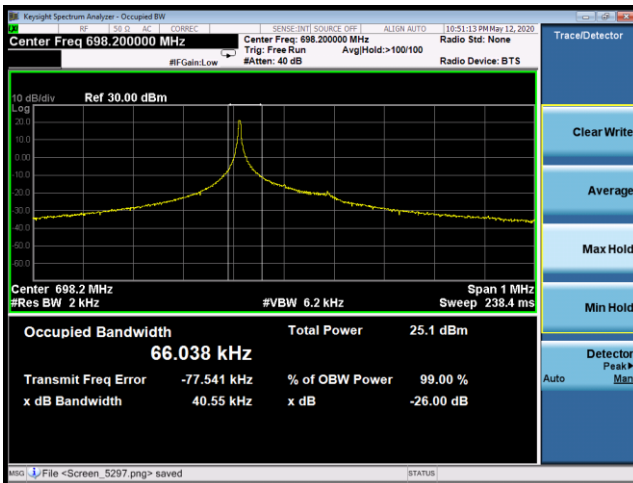 Keysight Spectrum Analyzer - Occupied BW
RF 50 Ω AC CORREC SENSE:INT SOURCE OFF ALIGN AUTO 10:51:13 PM May 12, 2020
Center Freq 698.200000 MHz
Center Freq: 698.200000 MHz
Radio Std: None
Trig: Free Run Avg|Hold:>100/100
#IFGain:Low #Atten: 40 dB Radio Device: BTS
10 dB/div Ref 30.00 dBm
Log
20.0
10.0
0.00
-10.0
-20.0
-30.0
-40.0
-50.0
-60.0
Center 698.2 MHz Span 1 MHz
#Res BW 2 kHz #VBW 6.2 kHz Sweep 238.4 ms
Occupied Bandwidth Total Power 25.1 dBm
66.038 kHz
Transmit Freq Error -77.541 kHz % of OBW Power 99.00 %
x dB Bandwidth 40.55 kHz x dB -26.00 dB
MSG File <Screen_5297.png> saved STATUS
Trace/Detector
Clear Write
Average
Max Hold
Min Hold
Detector
Peak▶
Auto Man